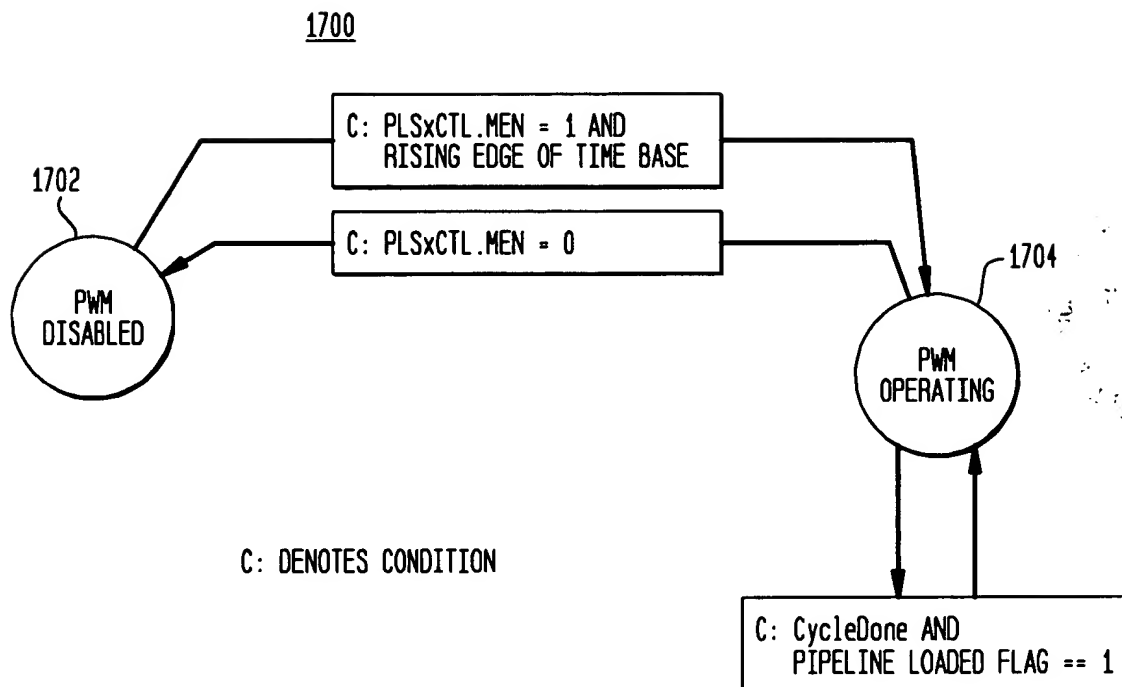 1700
C: PLSxCTL.MEN = 1 AND
RISING EDGE OF TIME BASE
1702
C: PLSxCTL.MEN = 0
1704
PWM
DISABLED
PWM
OPERATING
C: DENOTES CONDITION
C: CycleDone AND
PIPELINE LOADED FLAG == 1